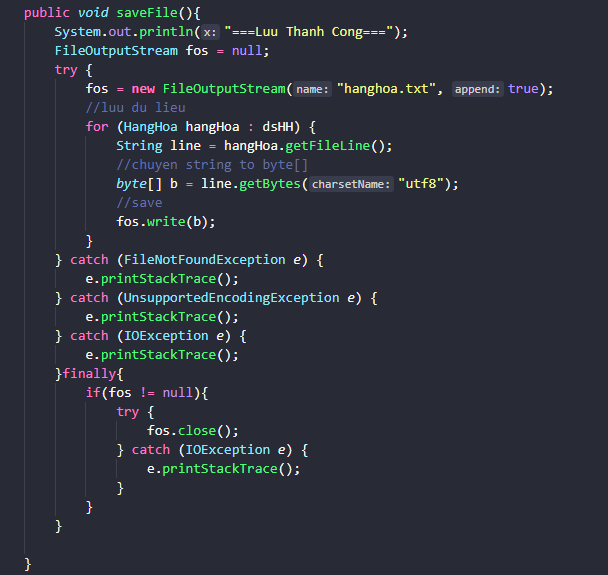 public void saveFile(){
    System.out.println(x: "===Luu Thanh Cong===");
    FileOutputStream fos = null;
    try {
        fos = new FileOutputStream(name: "hanghoa.txt", append: true);
        //luu du lieu
        for (HangHoa hangHoa : dsHH) {
            String line = hangHoa.getFileLine();
            //chuyen string to byte[]
            byte[] b = line.getBytes(charsetName: "utf8");
            //save
            fos.write(b);
        }
    } catch (FileNotFoundException e) {
        e.printStackTrace();
    } catch (UnsupportedEncodingException e) {
        e.printStackTrace();
    } catch (IOException e) {
        e.printStackTrace();
    }finally{
        if(fos != null){
            try {
                fos.close();
            } catch (IOException e) {
                e.printStackTrace();
            }
        }
    }

}